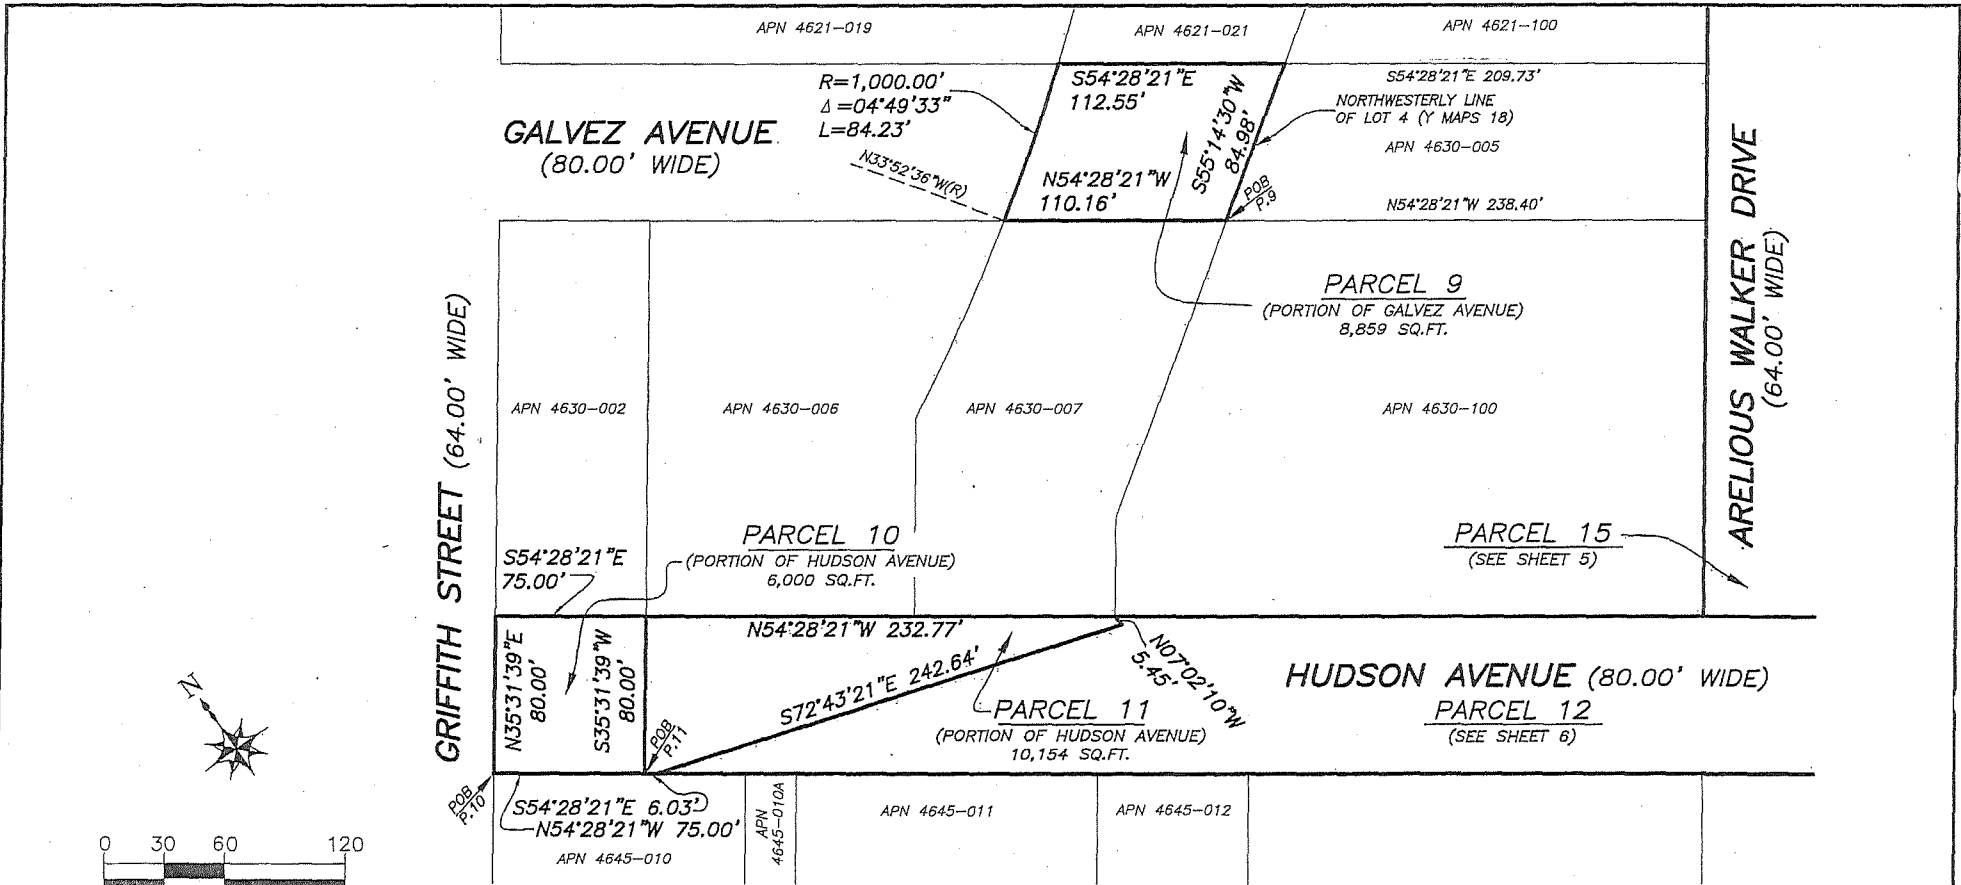 APN 4621-019
APN 4621-021
APN 4621-100
R=1,000.00'
Δ=04°49'33"
L=84.23'
S54°28'21"E
112.55'
S55°14'30"W
84.98'
S54°28'21"E 209.73'
NORTHWESTERLY LINE
OF LOT 4 (Y MAPS 18)
APN 4630-005
GALVEZ AVENUE
(80.00' WIDE)
N33°52'36"W(R)
N54°28'21"W
110.16'
POB
P.9
N54°28'21"W 238.40'
ARELIOUS WALKER DRIVE
(64.00' WIDE)
PARCEL 9
(PORTION OF GALVEZ AVENUE)
8,859 SQ.FT.
GRIFFITH STREET (64.00' WIDE)
APN 4630-002
APN 4630-006
APN 4630-007
APN 4630-100
PARCEL 10
(PORTION OF HUDSON AVENUE)
6,000 SQ.FT.
PARCEL 15
(SEE SHEET 5)
S54°28'21"E
75.00'
N54°28'21"W 232.77'
N35°31'39"E
80.00'
S35°31'39"W
80.00'
S72°43'21"E 242.64'
N07°02'10"W
5.45'
HUDSON AVENUE (80.00' WIDE)
PARCEL 11
(PORTION OF HUDSON AVENUE)
10,154 SQ.FT.
PARCEL 12
(SEE SHEET 6)
POB
P.11
N
POB
P.10
S54°28'21"E 6.03'
N54°28'21"W 75.00'
APN 4645-010
APN
4645-010A
APN 4645-011
APN 4645-012
0 30 60 120